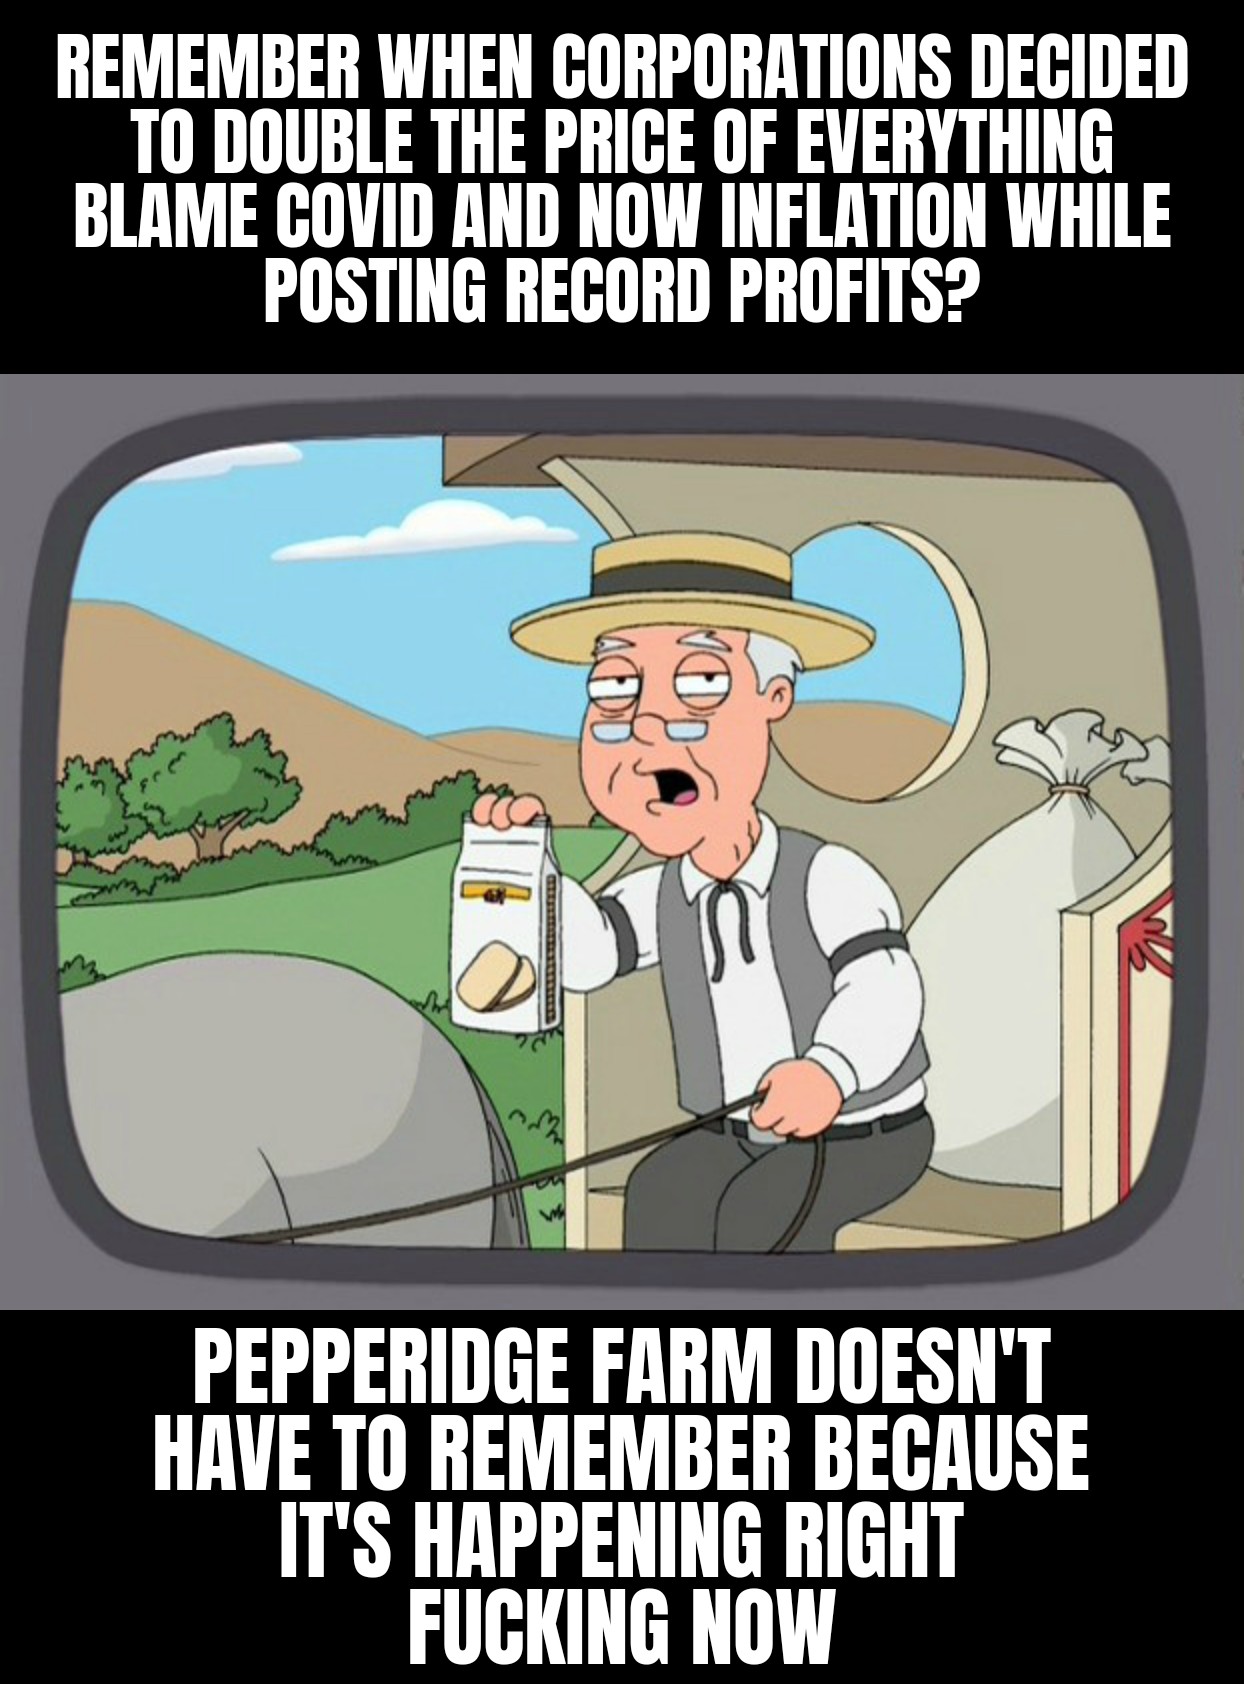 REMEMBER WHEN CORPORATIONS DECIDED
TO DOUBLE THE PRICE OF EVERYTHING
BLAME COVID AND NOW INFLATION WHILE
POSTING RECORD PROFITS?
PEPPERIDGE FARM DOESN'T
HAVE TO REMEMBER BECAUSE
IT'S HAPPENING RIGHT
FUCKING NOW